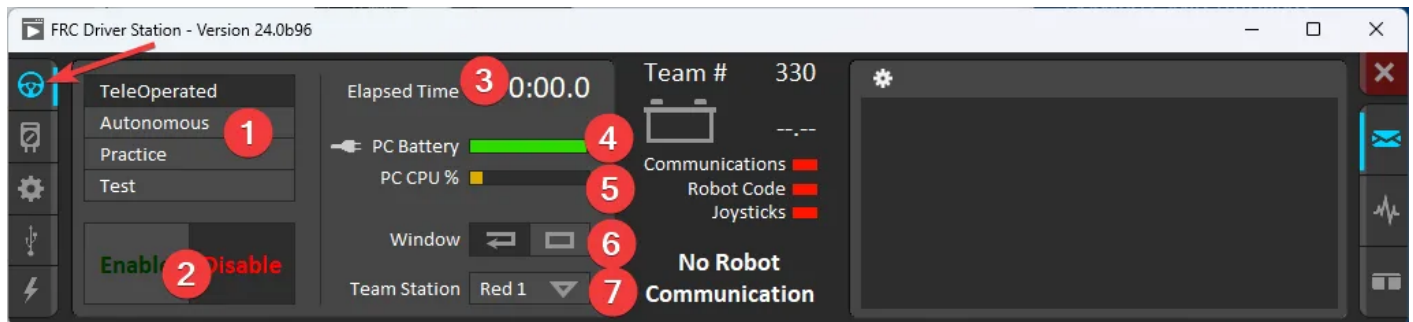 FRC Driver Station - Version 24.0b96
TeleOperated
Autonomous
Practice
Test
1
Enable
Disable
2
Elapsed Time
3
0:00.0
PC Battery
4
PC CPU %
5
Window
6
Team Station
Red 1
7
Team # 330
--.--
Communications
Robot Code
Joysticks
No Robot
Communication